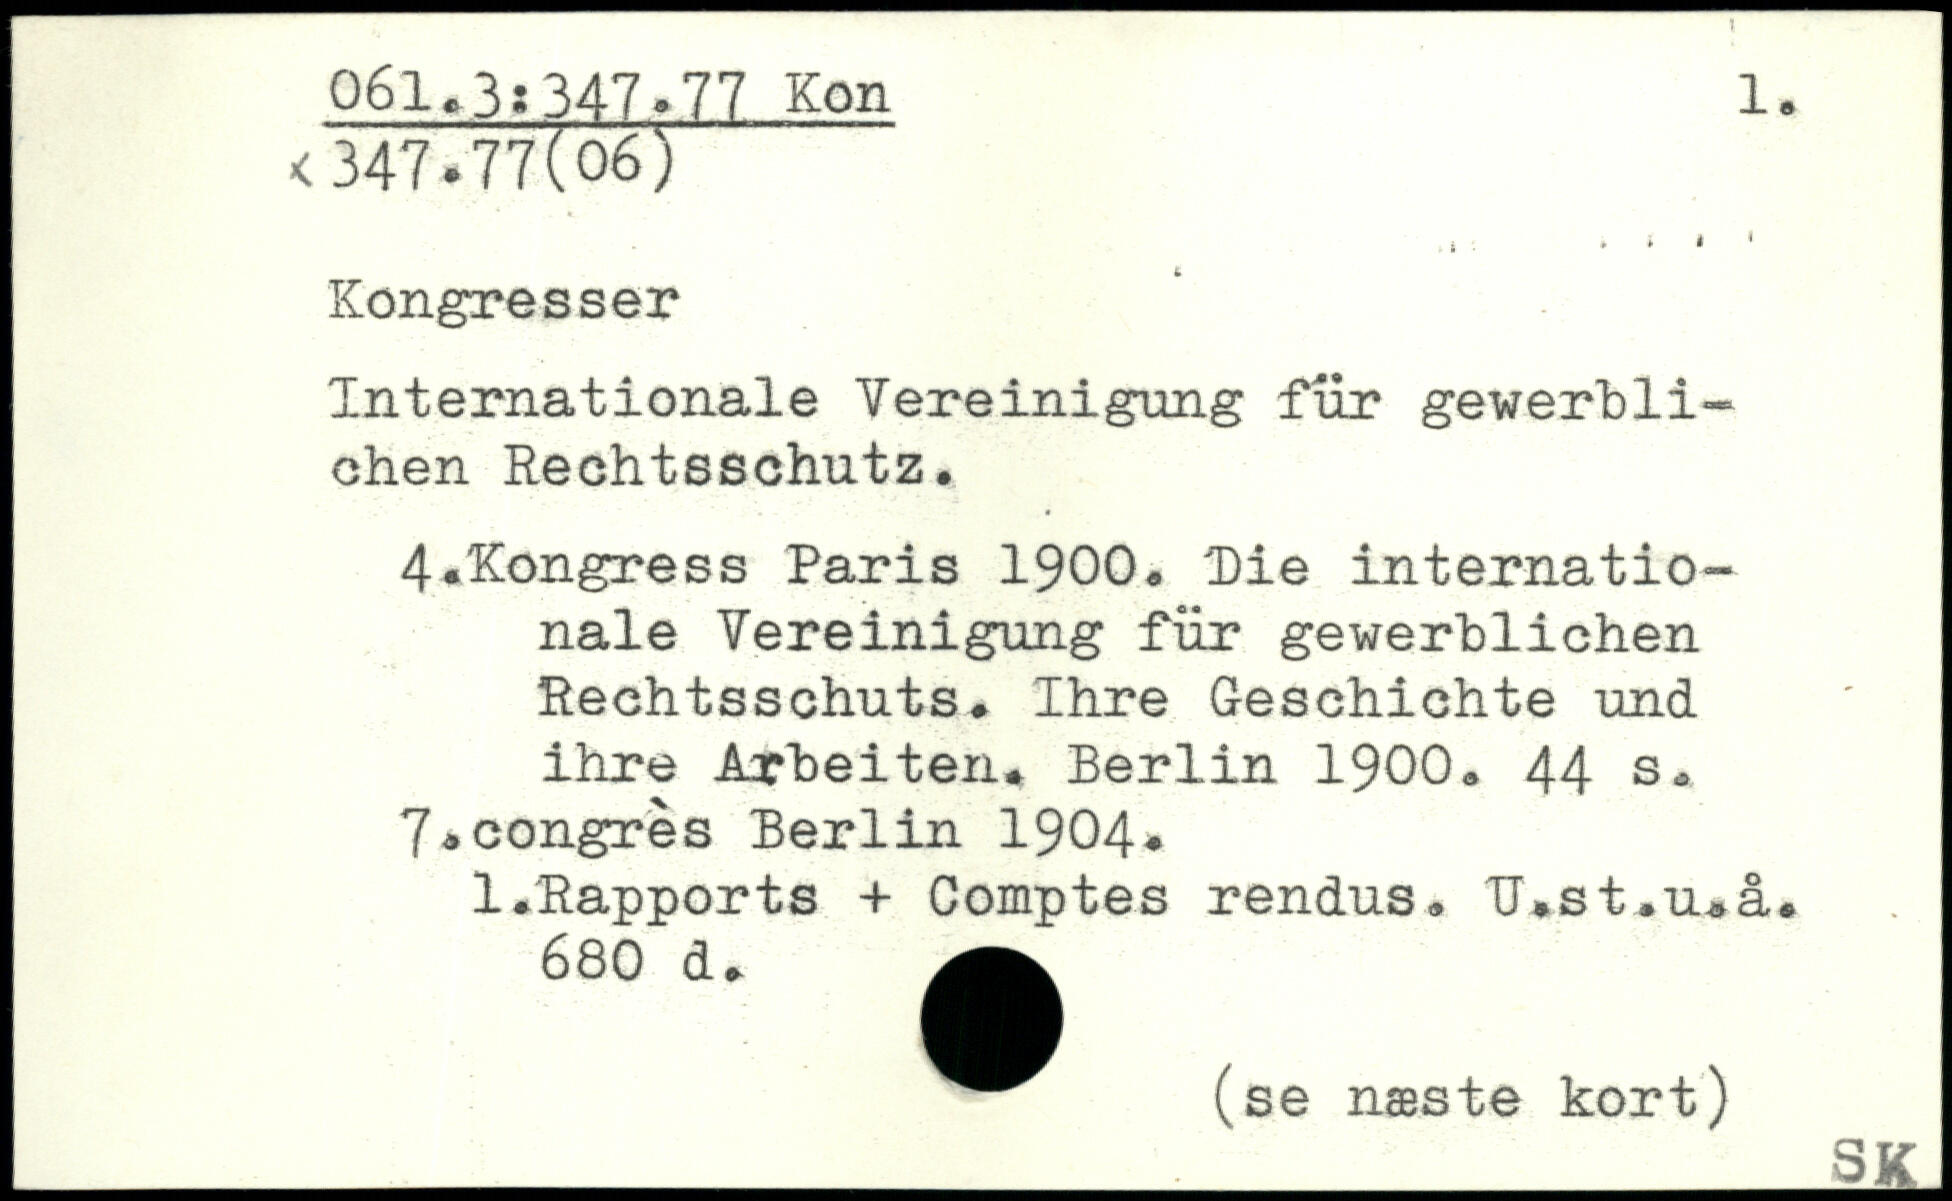 061.3:347.77 Kon 1.
x 347.77(06)
Kongresser
Internationale Vereinigung für gewerbli-
chen Rechtsschutz.
4.Kongress Paris 1900. Die internatio-
nale Vereinigung für gewerblichen
Rechtsschuts. Ihre Geschichte und
ihre Arbeiten. Berlin 1900. 44 s.
7.congrès Berlin 1904.
1.Rapports + Comptes rendus. U.st.u.å.
680 d.
(se næste kort)
SK